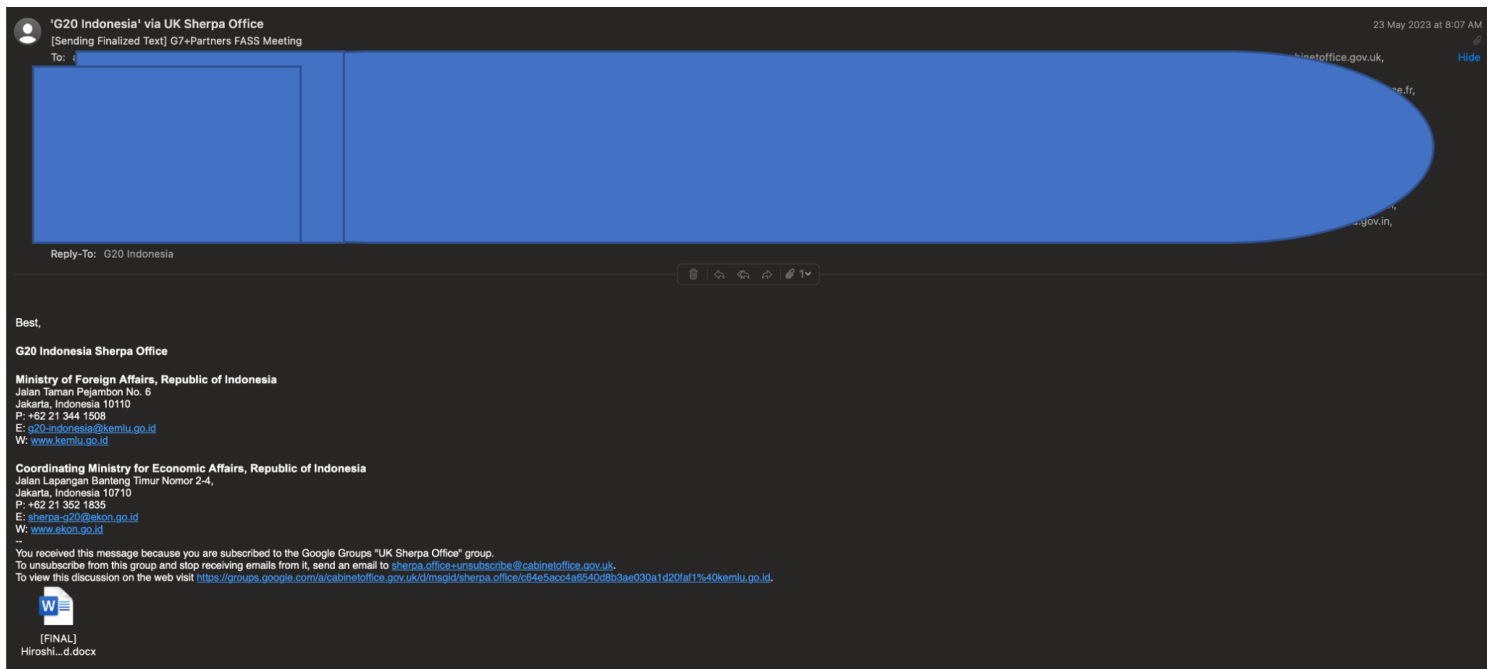 'G20 Indonesia' via UK Sherpa Office
23 May 2023 at 8:07 AM
[Sending Finalized Text] G7+Partners FASS Meeting
To:
binetoffice.gov.uk,
Hide
e.fr,
.gov.in,
Reply-To: G20 Indonesia
1
Best,
G20 Indonesia Sherpa Office
Ministry of Foreign Affairs, Republic of Indonesia
Jalan Taman Pejambon No. 6
Jakarta, Indonesia 10110
P: +62 21 344 1508
E: g20-indonesia@kemlu.go.id
W: www.kemlu.go.id
Coordinating Ministry for Economic Affairs, Republic of Indonesia
Jalan Lapangan Banteng Timur Nomor 2-4,
Jakarta, Indonesia 10710
P: +62 21 352 1835
E: sherpa-g20@ekon.go.id
W: www.ekon.go.id
--
You received this message because you are subscribed to the Google Groups "UK Sherpa Office" group.
To unsubscribe from this group and stop receiving emails from it, send an email to sherpa.office+unsubscribe@cabinetoffice.gov.uk.
To view this discussion on the web visit https://groups.google.com/a/cabinetoffice.gov.uk/d/msgid/sherpa.office/c64e5acc4a6540d8b3ae030a1d20faf1%40kemlu.go.id.
W
[FINAL]
Hiroshi...d.docx